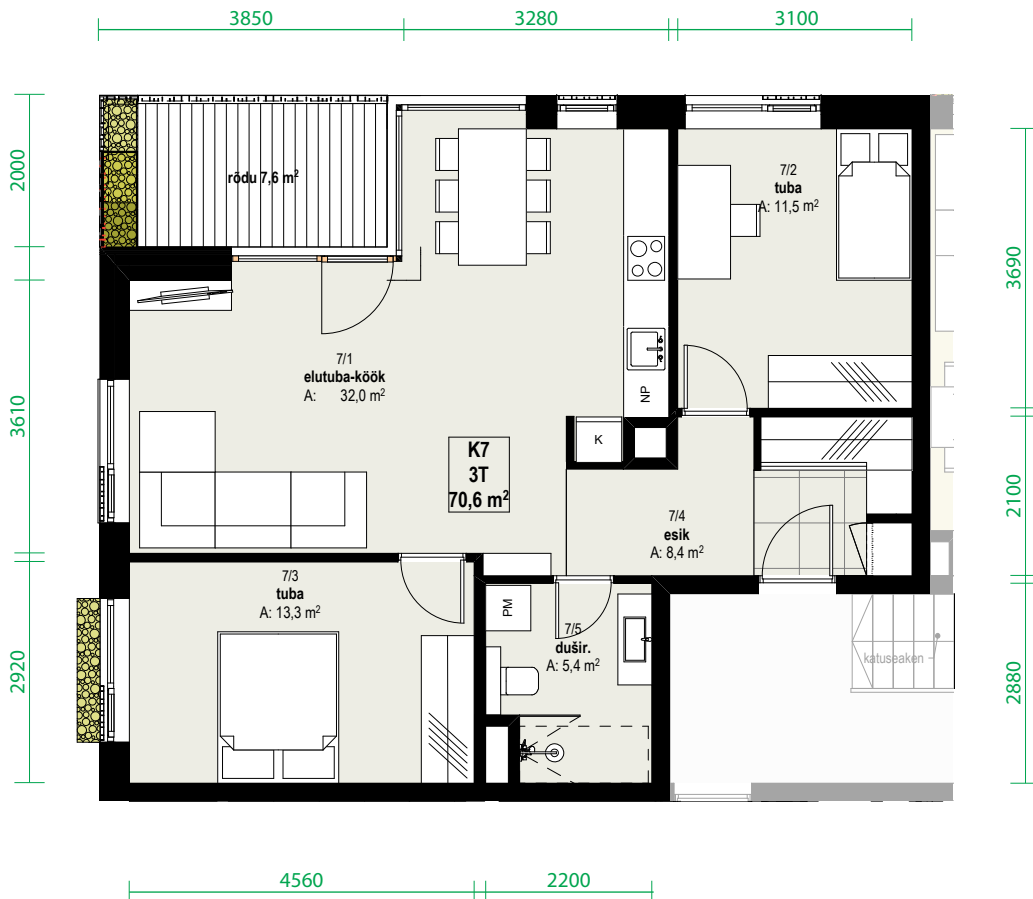 3850
3280
3100
2000
3610
2920
3690
2100
2880
4560
2200
rõdu 7,6 m²
7/2
tuba
A: 11,5 m²
7/1
elutuba-köök
A: 32,0 m²
NP
K
K7
3T
70,6 m²
7/4
esik
A: 8,4 m²
7/3
tuba
A: 13,3 m²
PM
7/5
dušir.
A: 5,4 m²
katuseaken